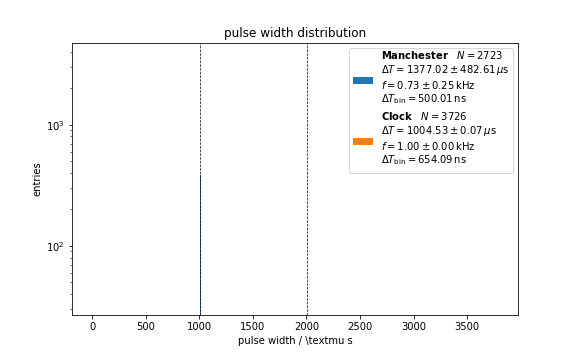 pulse width distribution
Manchester N = 2723
ΔT = 1377.02 ± 482.61 μs
f = 0.73 ± 0.25 kHz
ΔT_bin = 500.01 ns
Clock N = 3726
ΔT = 1004.53 ± 0.07 μs
f = 1.00 ± 0.00 kHz
ΔT_bin = 654.09 ns
entries
10³
10²
0 500 1000 1500 2000 2500 3000 3500
pulse width / \textmu s